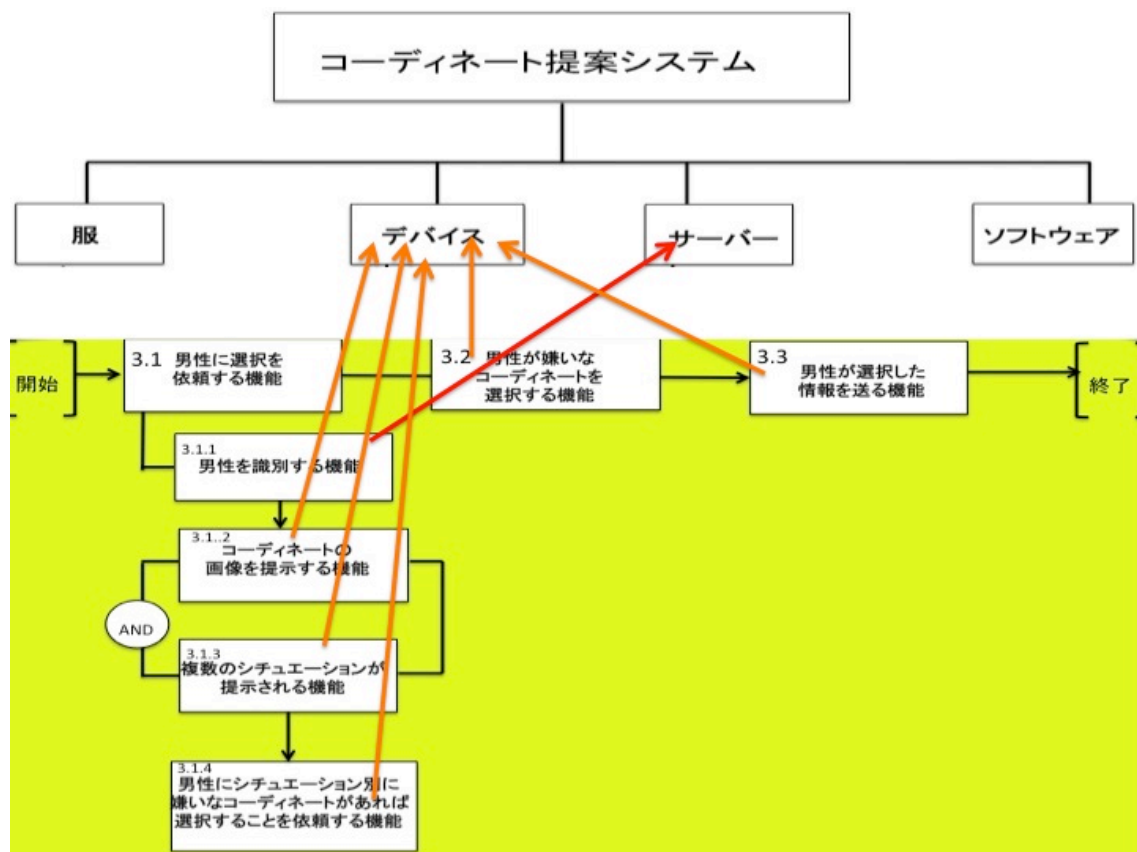 コーディネート提案システム
服
デバイス
サーバー
ソフトウェア
開始
3.1 男性に選択を
依頼する機能
3.2 男性が嫌いな
コーディネートを
選択する機能
3.3 男性が選択した
情報を送る機能
終了
3.1.1
男性を識別する機能
3.1..2
コーディネートの
画像を提示する機能
AND
3.1.3
複数のシチュエーションが
提示される機能
3.1.4
男性にシチュエーション別に
嫌いなコーディネートがあれば
選択することを依頼する機能